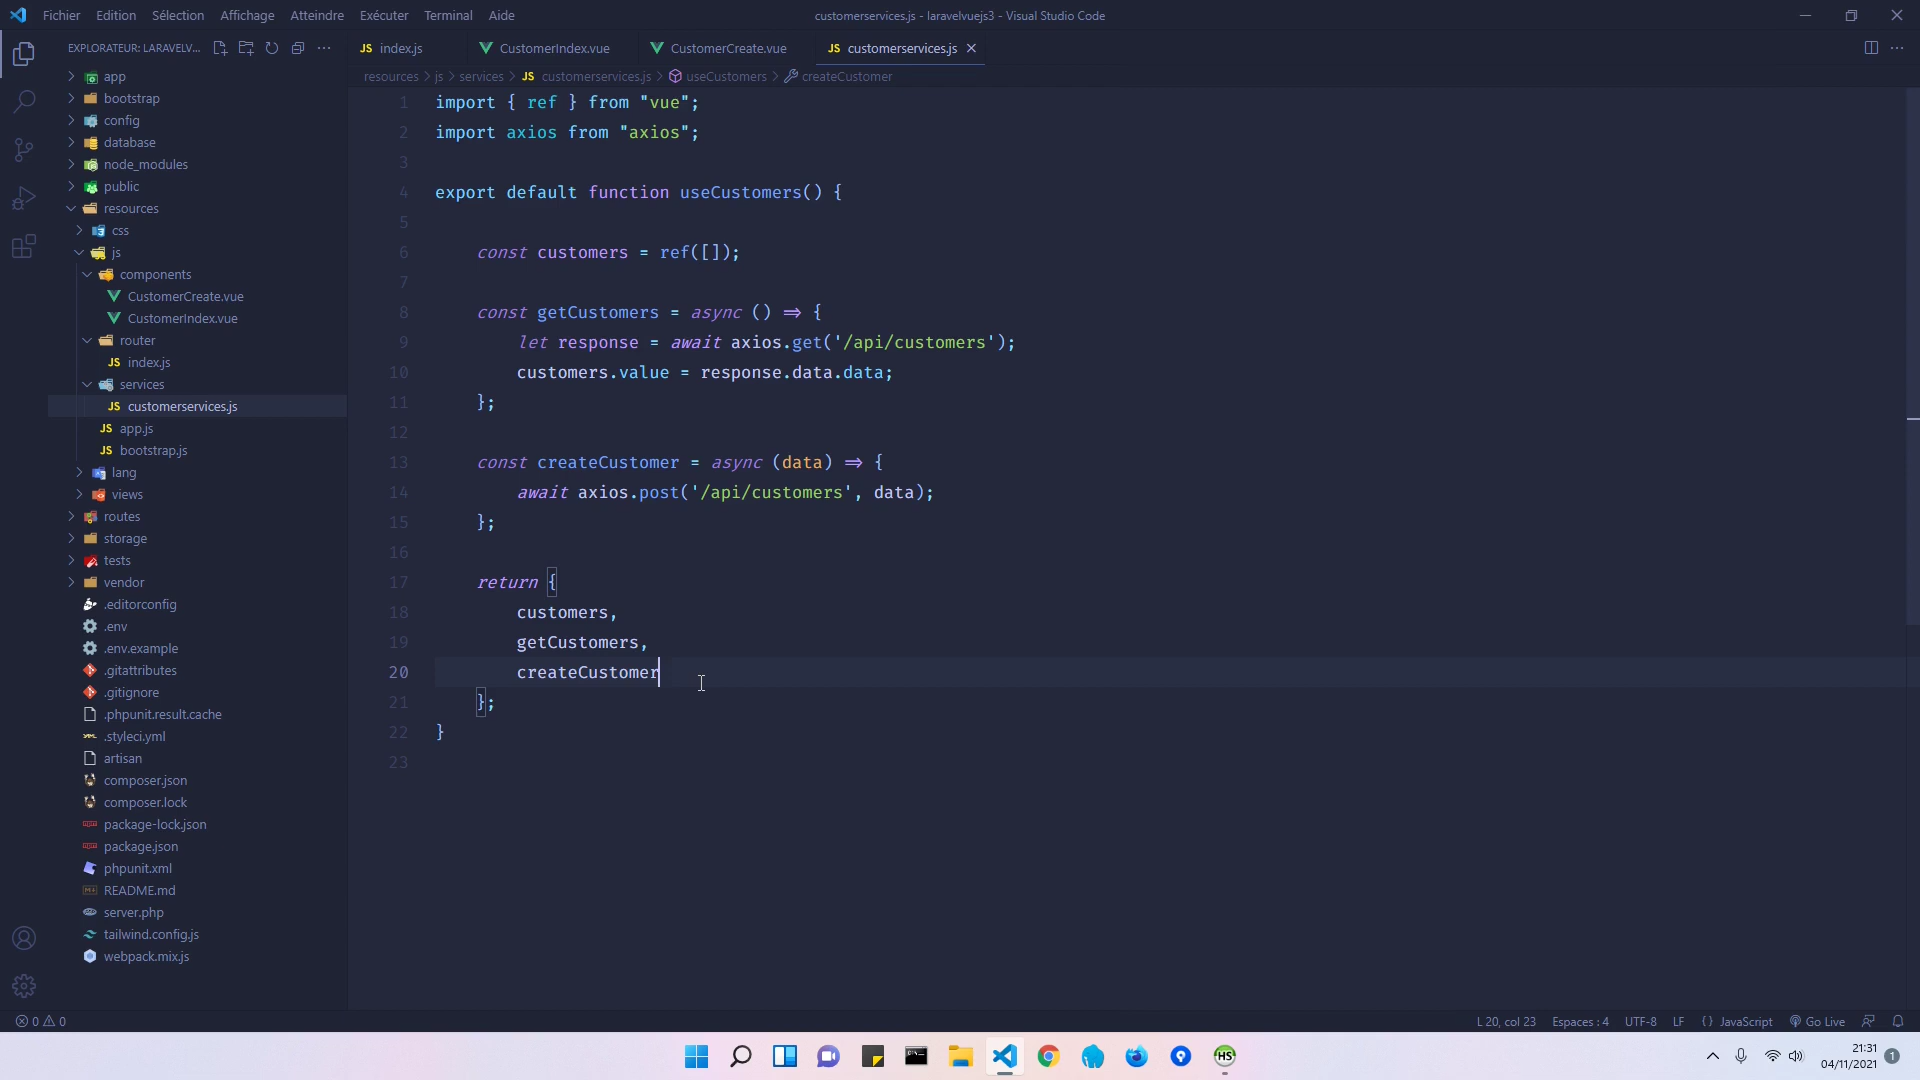 Fichier Edition Sélection Affichage Atteindre Exécuter Terminal Aide
customerservices.js - laravelvuejs3 - Visual Studio Code
EXPLORATEUR: LARAVELV...
app
bootstrap
config
database
node_modules
public
resources
css
js
components
CustomerCreate.vue
CustomerIndex.vue
router
JS index.js
services
JS customerservices.js
JS app.js
JS bootstrap.js
lang
views
routes
storage
tests
vendor
.editorconfig
.env
.env.example
.gitattributes
.gitignore
.phpunit.result.cache
.styleci.yml
artisan
composer.json
composer.lock
package-lock.json
package.json
phpunit.xml
README.md
server.php
tailwind.config.js
webpack.mix.js
JS index.js CustomerIndex.vue CustomerCreate.vue JS customerservices.js
resources > js > services > JS customerservices.js > useCustomers > createCustomer
1 import { ref } from "vue";
2 import axios from "axios";
3
4 export default function useCustomers() {
5
6 const customers = ref([]);
7
8 const getCustomers = async () => {
9 let response = await axios.get('/api/customers');
10 customers.value = response.data.data;
11 };
12
13 const createCustomer = async (data) => {
14 await axios.post('/api/customers', data);
15 };
16
17 return {
18 customers,
19 getCustomers,
20 createCustomer
21 };
22 }
23
0 0
L 20, col 23 Espaces : 4 UTF-8 LF { } JavaScript Go Live
HS
21:31
04/11/2021
1